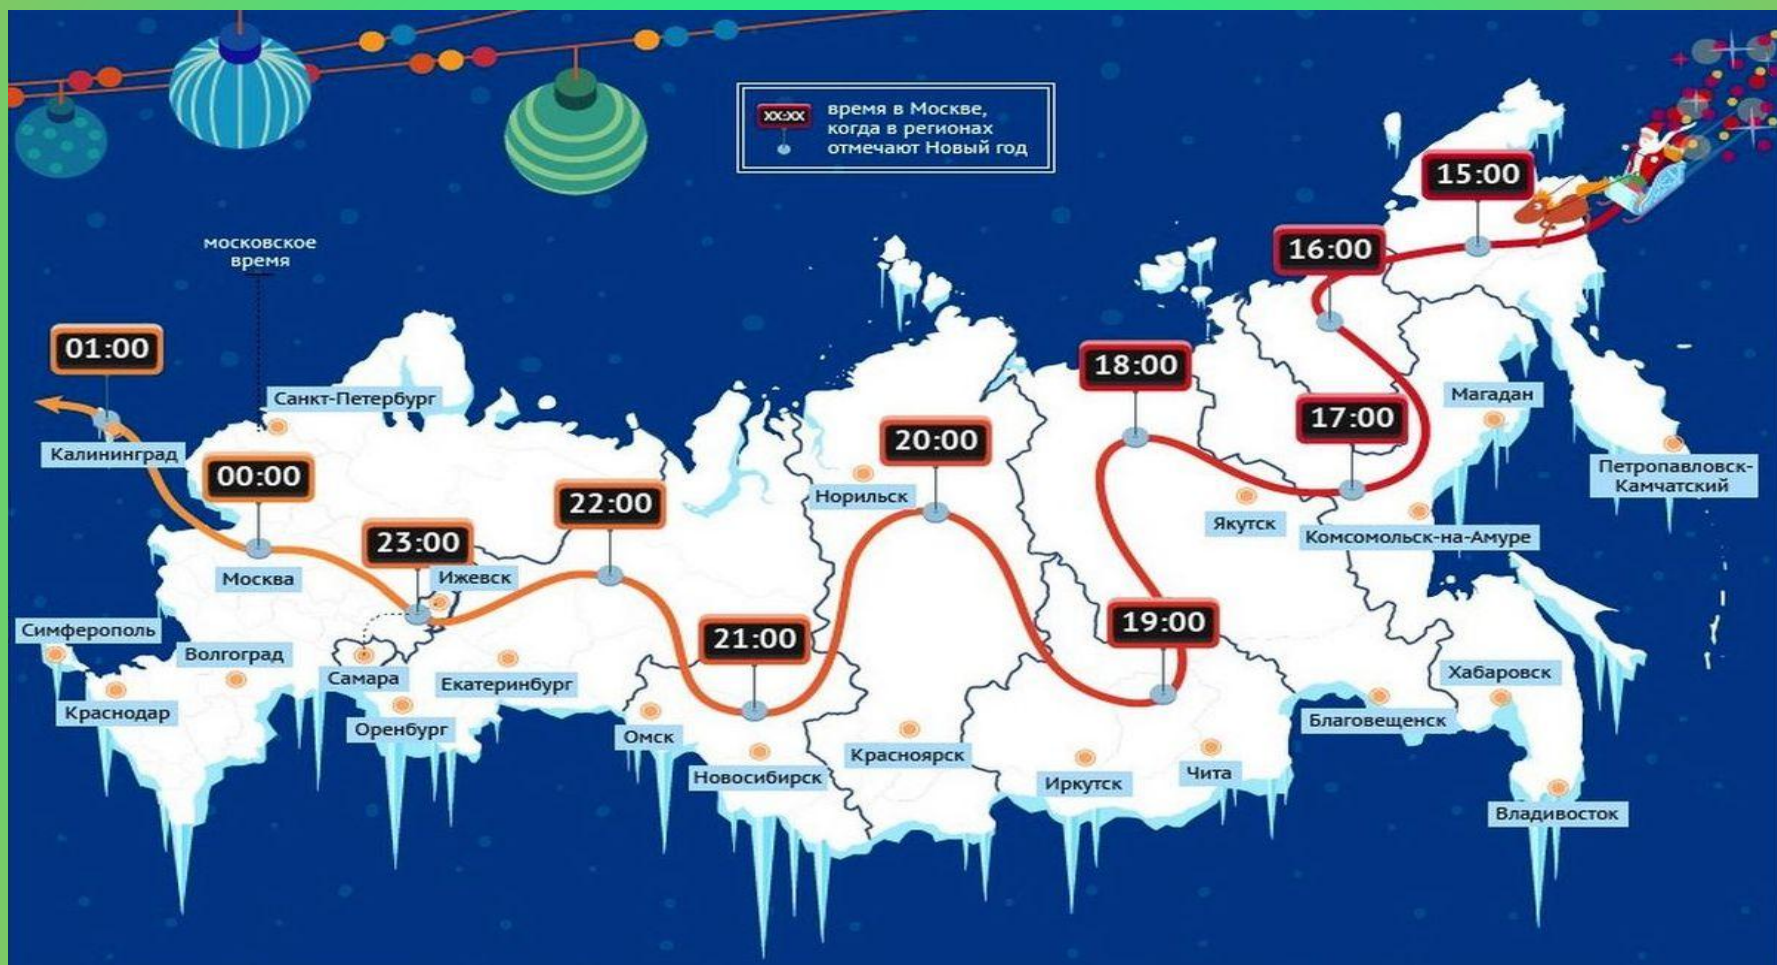 XX:XX
время в Москве,
когда в регионах
отмечают Новый год
15:00
московское
время
16:00
01:00
18:00
Санкт-Петербург
Магадан
17:00
20:00
Калининград
00:00
Норильск
Петропавловск-
Камчатский
22:00
Якутск
23:00
Комсомольск-на-Амуре
Москва
Ижевск
19:00
Симферополь
21:00
Волгоград
Самара
Екатеринбург
Хабаровск
Краснодар
Оренбург
Омск
Благовещенск
Красноярск
Новосибирск
Иркутск
Чита
Владивосток